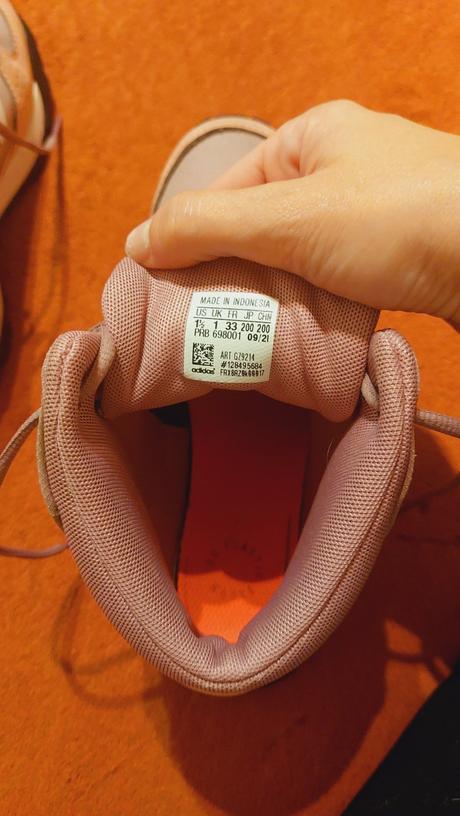 MADE IN INDONESIA
US UK FR JP CHN
1½ 1 33 200 200
PRB 698001 09/21
ART GZ9214
#128495684
adidas